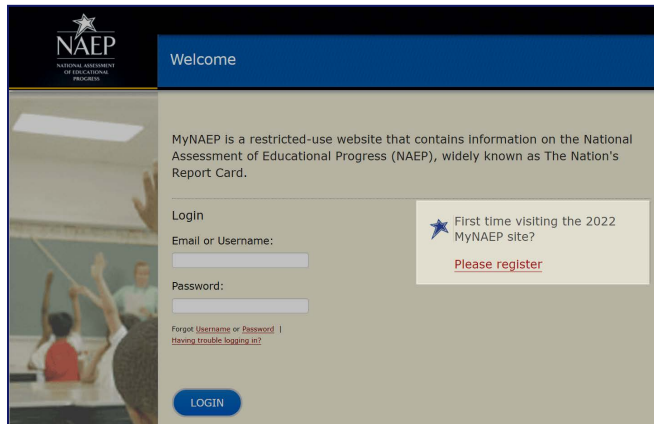 NAEP
NATIONAL ASSESSMENT
OF EDUCATIONAL
PROGRESS
Welcome
MyNAEP is a restricted-use website that contains information on the National
Assessment of Educational Progress (NAEP), widely known as The Nation's
Report Card.
Login
Email or Username:
Password:
Forgot Username or Password |
Having trouble logging in?
LOGIN
First time visiting the 2022
MyNAEP site?
Please register